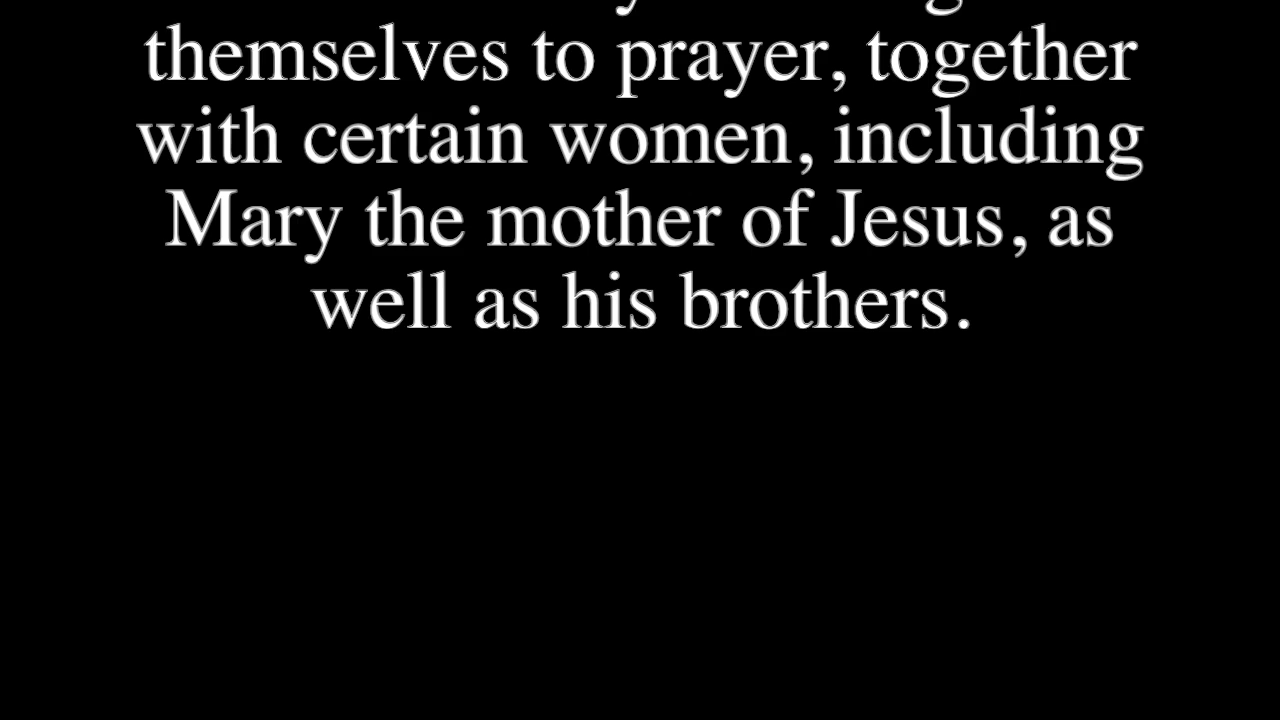 themselves to prayer, together
with certain women, including
Mary the mother of Jesus, as
well as his brothers.